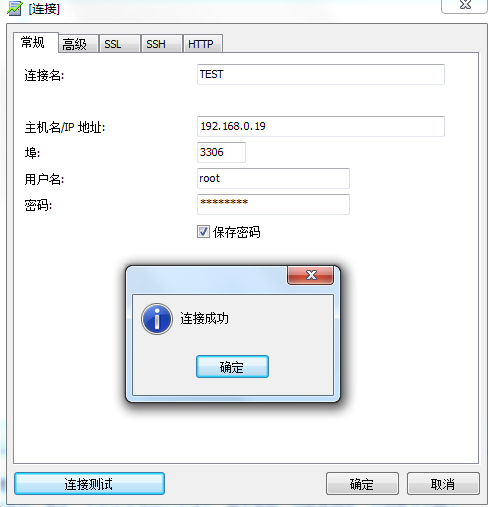 [连接]
常规 高级 SSL SSH HTTP
连接名: TEST
主机名/IP 地址: 192.168.0.19
埠: 3306
用户名: root
密码: ********
保存密码
连接成功
确定
连接测试 确定 取消